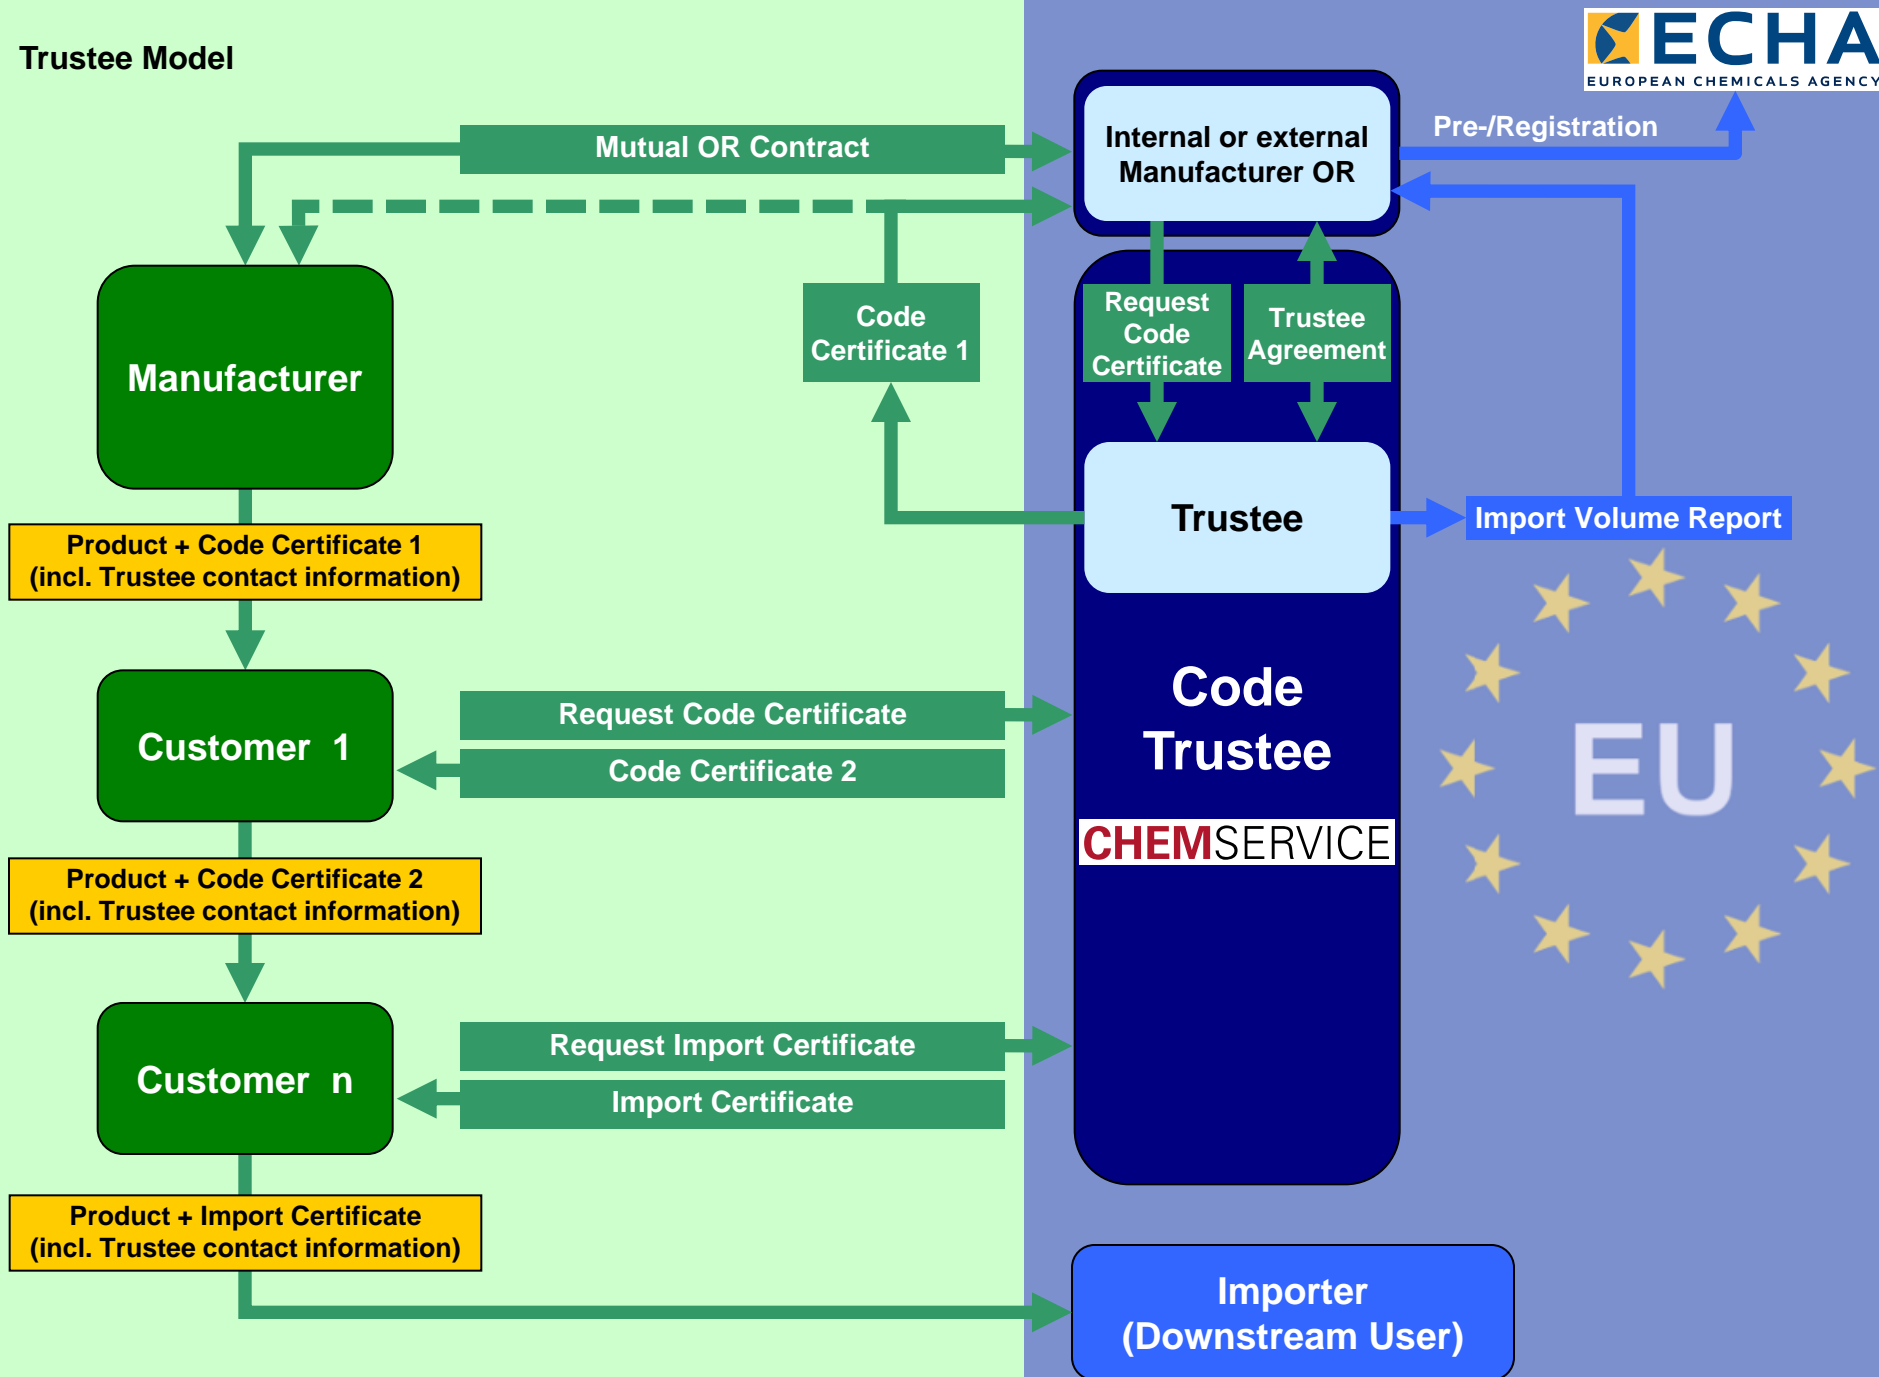 Trustee Model
ECHA
EUROPEAN CHEMICALS AGENCY
Mutual OR Contract
Internal or external
Manufacturer OR
Pre-/Registration
Code
Certificate 1
Request
Code
Certificate
Trustee
Agreement
Manufacturer
Trustee
Import Volume Report
Product + Code Certificate 1
(incl. Trustee contact information)
Customer 1
Request Code Certificate
Code Certificate 2
Code
Trustee
CHEMSERVICE
EU
Product + Code Certificate 2
(incl. Trustee contact information)
Customer n
Request Import Certificate
Import Certificate
Product + Import Certificate
(incl. Trustee contact information)
Importer
(Downstream User)